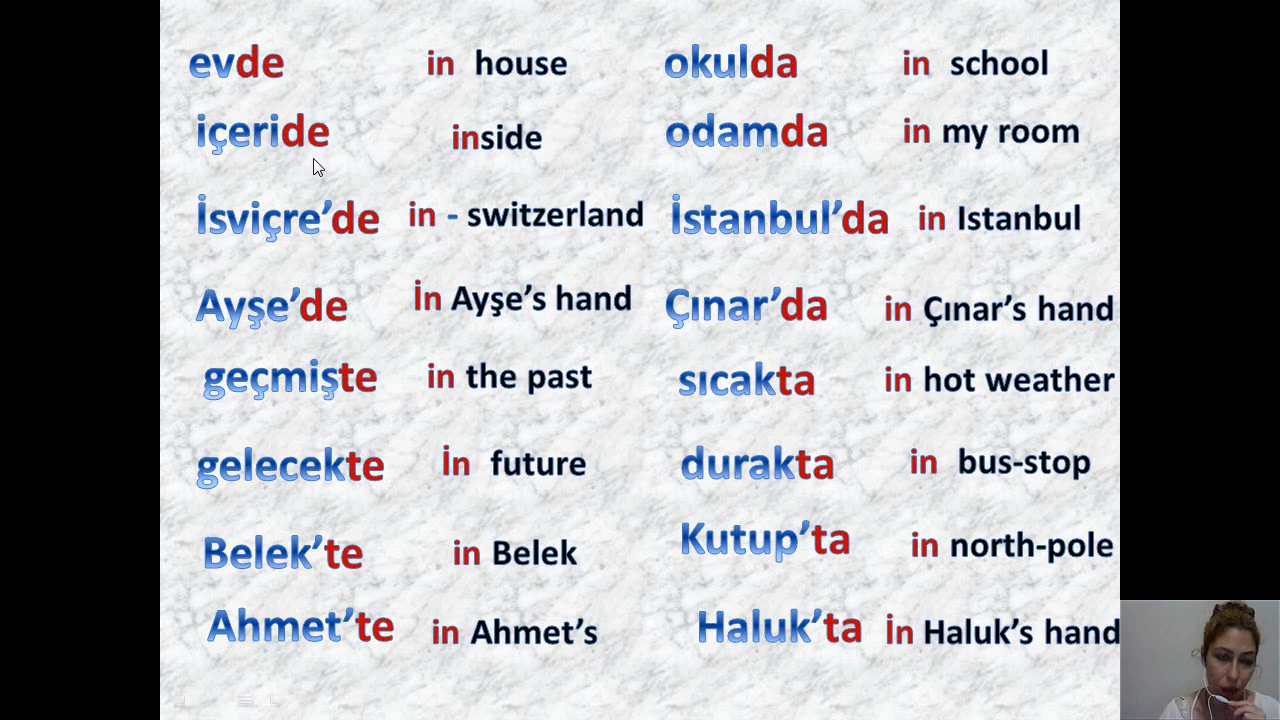 evde in house okulda in school
içeride inside odamda in my room
İsviçre’de in - switzerland İstanbul’da in Istanbul
Ayşe’de İn Ayşe’s hand Çınar’da in Çınar’s hand
geçmişte in the past sıcakta in hot weather
gelecekte İn future durakta in bus-stop
Belek’te in Belek Kutup’ta in north-pole
Ahmet’te in Ahmet’s Haluk’ta İn Haluk’s hand